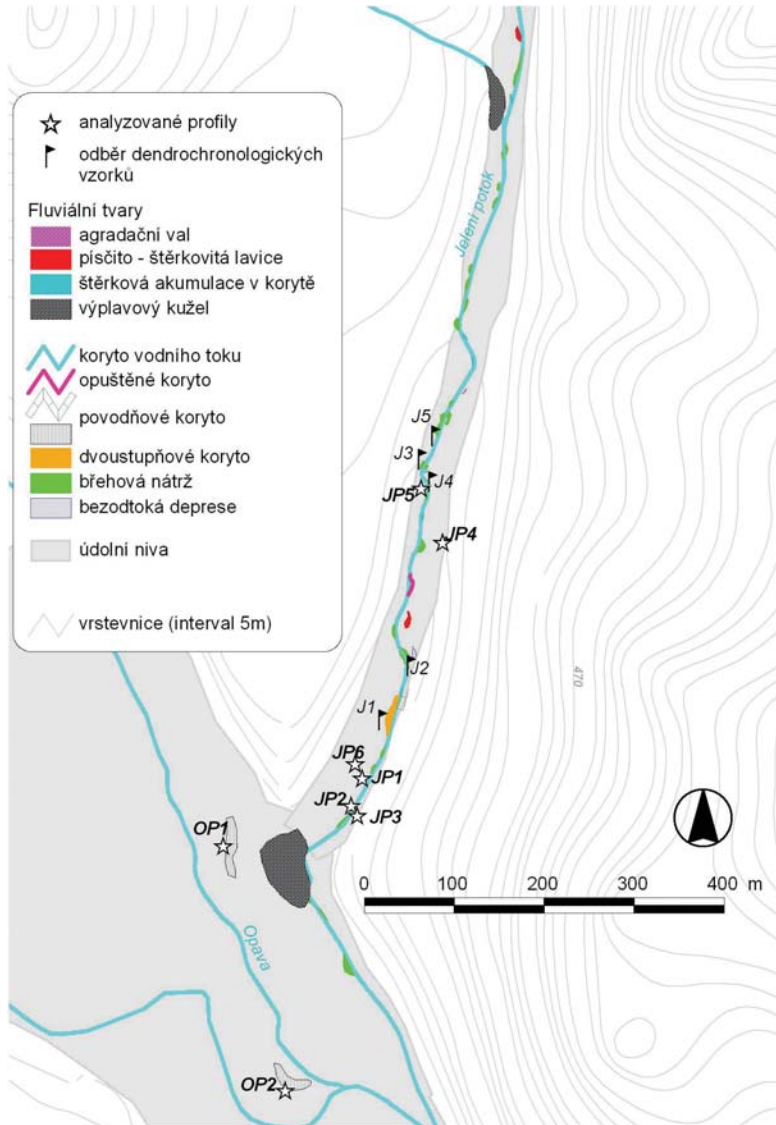 analyzované profily
odběr dendrochronologických
vzorků
Fluviální tvary
agradační val
pisčito - štěrkovitá lavice
štěrková akumulace v korytě
výplavový kužel
koryto vodního toku
opuštěné koryto
povodňové koryto
dvoustupňové koryto
břehová nátrž
bezodtoká deprese
údolní niva
vrstevnice (interval 5m)
Jelení potok
J5
J3
J4
JP5
JP4
J2
470
J1
JP6
JP1
JP2
JP3
OP1
0 100 200 300 400 m
Opava
OP2